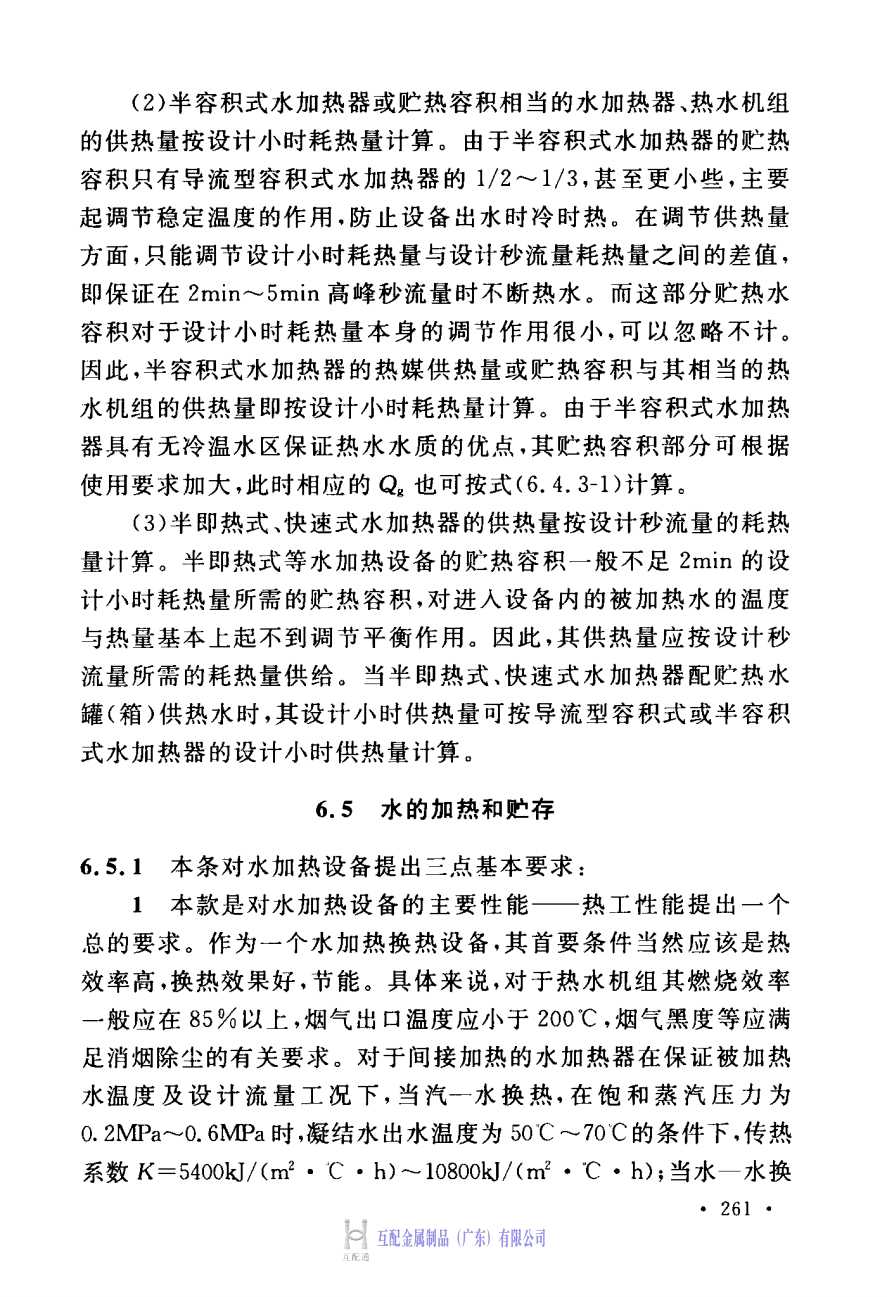 (2)半容积式水加热器或贮热容积相当的水加热器、热水机组
的供热量按设计小时耗热量计算。由于半容积式水加热器的贮热
容积只有导流型容积式水加热器的 1/2～1/3,甚至更小些,主要
起调节稳定温度的作用,防止设备出水时冷时热。在调节供热量
方面,只能调节设计小时耗热量与设计秒流量耗热量之间的差值,
即保证在 2min～5min 高峰秒流量时不断热水。而这部分贮热水
容积对于设计小时耗热量本身的调节作用很小,可以忽略不计。
因此,半容积式水加热器的热媒供热量或贮热容积与其相当的热
水机组的供热量即按设计小时耗热量计算。由于半容积式水加热
器具有无冷温水区保证热水水质的优点,其贮热容积部分可根据
使用要求加大,此时相应的 Qg 也可按式(6.4.3-1)计算。
(3)半即热式、快速式水加热器的供热量按设计秒流量的耗热
量计算。半即热式等水加热设备的贮热容积一般不足 2min 的设
计小时耗热量所需的贮热容积,对进入设备内的被加热水的温度
与热量基本上起不到调节平衡作用。因此,其供热量应按设计秒
流量所需的耗热量供给。当半即热式、快速式水加热器配贮热水
罐(箱)供热水时,其设计小时供热量可按导流型容积式或半容积
式水加热器的设计小时供热量计算。
6.5 水的加热和贮存
6.5.1 本条对水加热设备提出三点基本要求:
1 本款是对水加热设备的主要性能——热工性能提出一个
总的要求。作为一个水加热换热设备,其首要条件当然应该是热
效率高,换热效果好,节能。具体来说,对于热水机组其燃烧效率
一般应在 85%以上,烟气出口温度应小于 200℃,烟气黑度等应满
足消烟除尘的有关要求。对于间接加热的水加热器在保证被加热
水温度及设计流量工况下,当汽—水换热,在饱和蒸汽压力为
0.2MPa～0.6MPa 时,凝结水出水温度为 50℃～70℃的条件下,传热
系数 K=5400kJ/(m²·℃·h)～10800kJ/(m²·℃·h);当水—水换
· 261 ·
互配金属制品(广东)有限公司
互配通